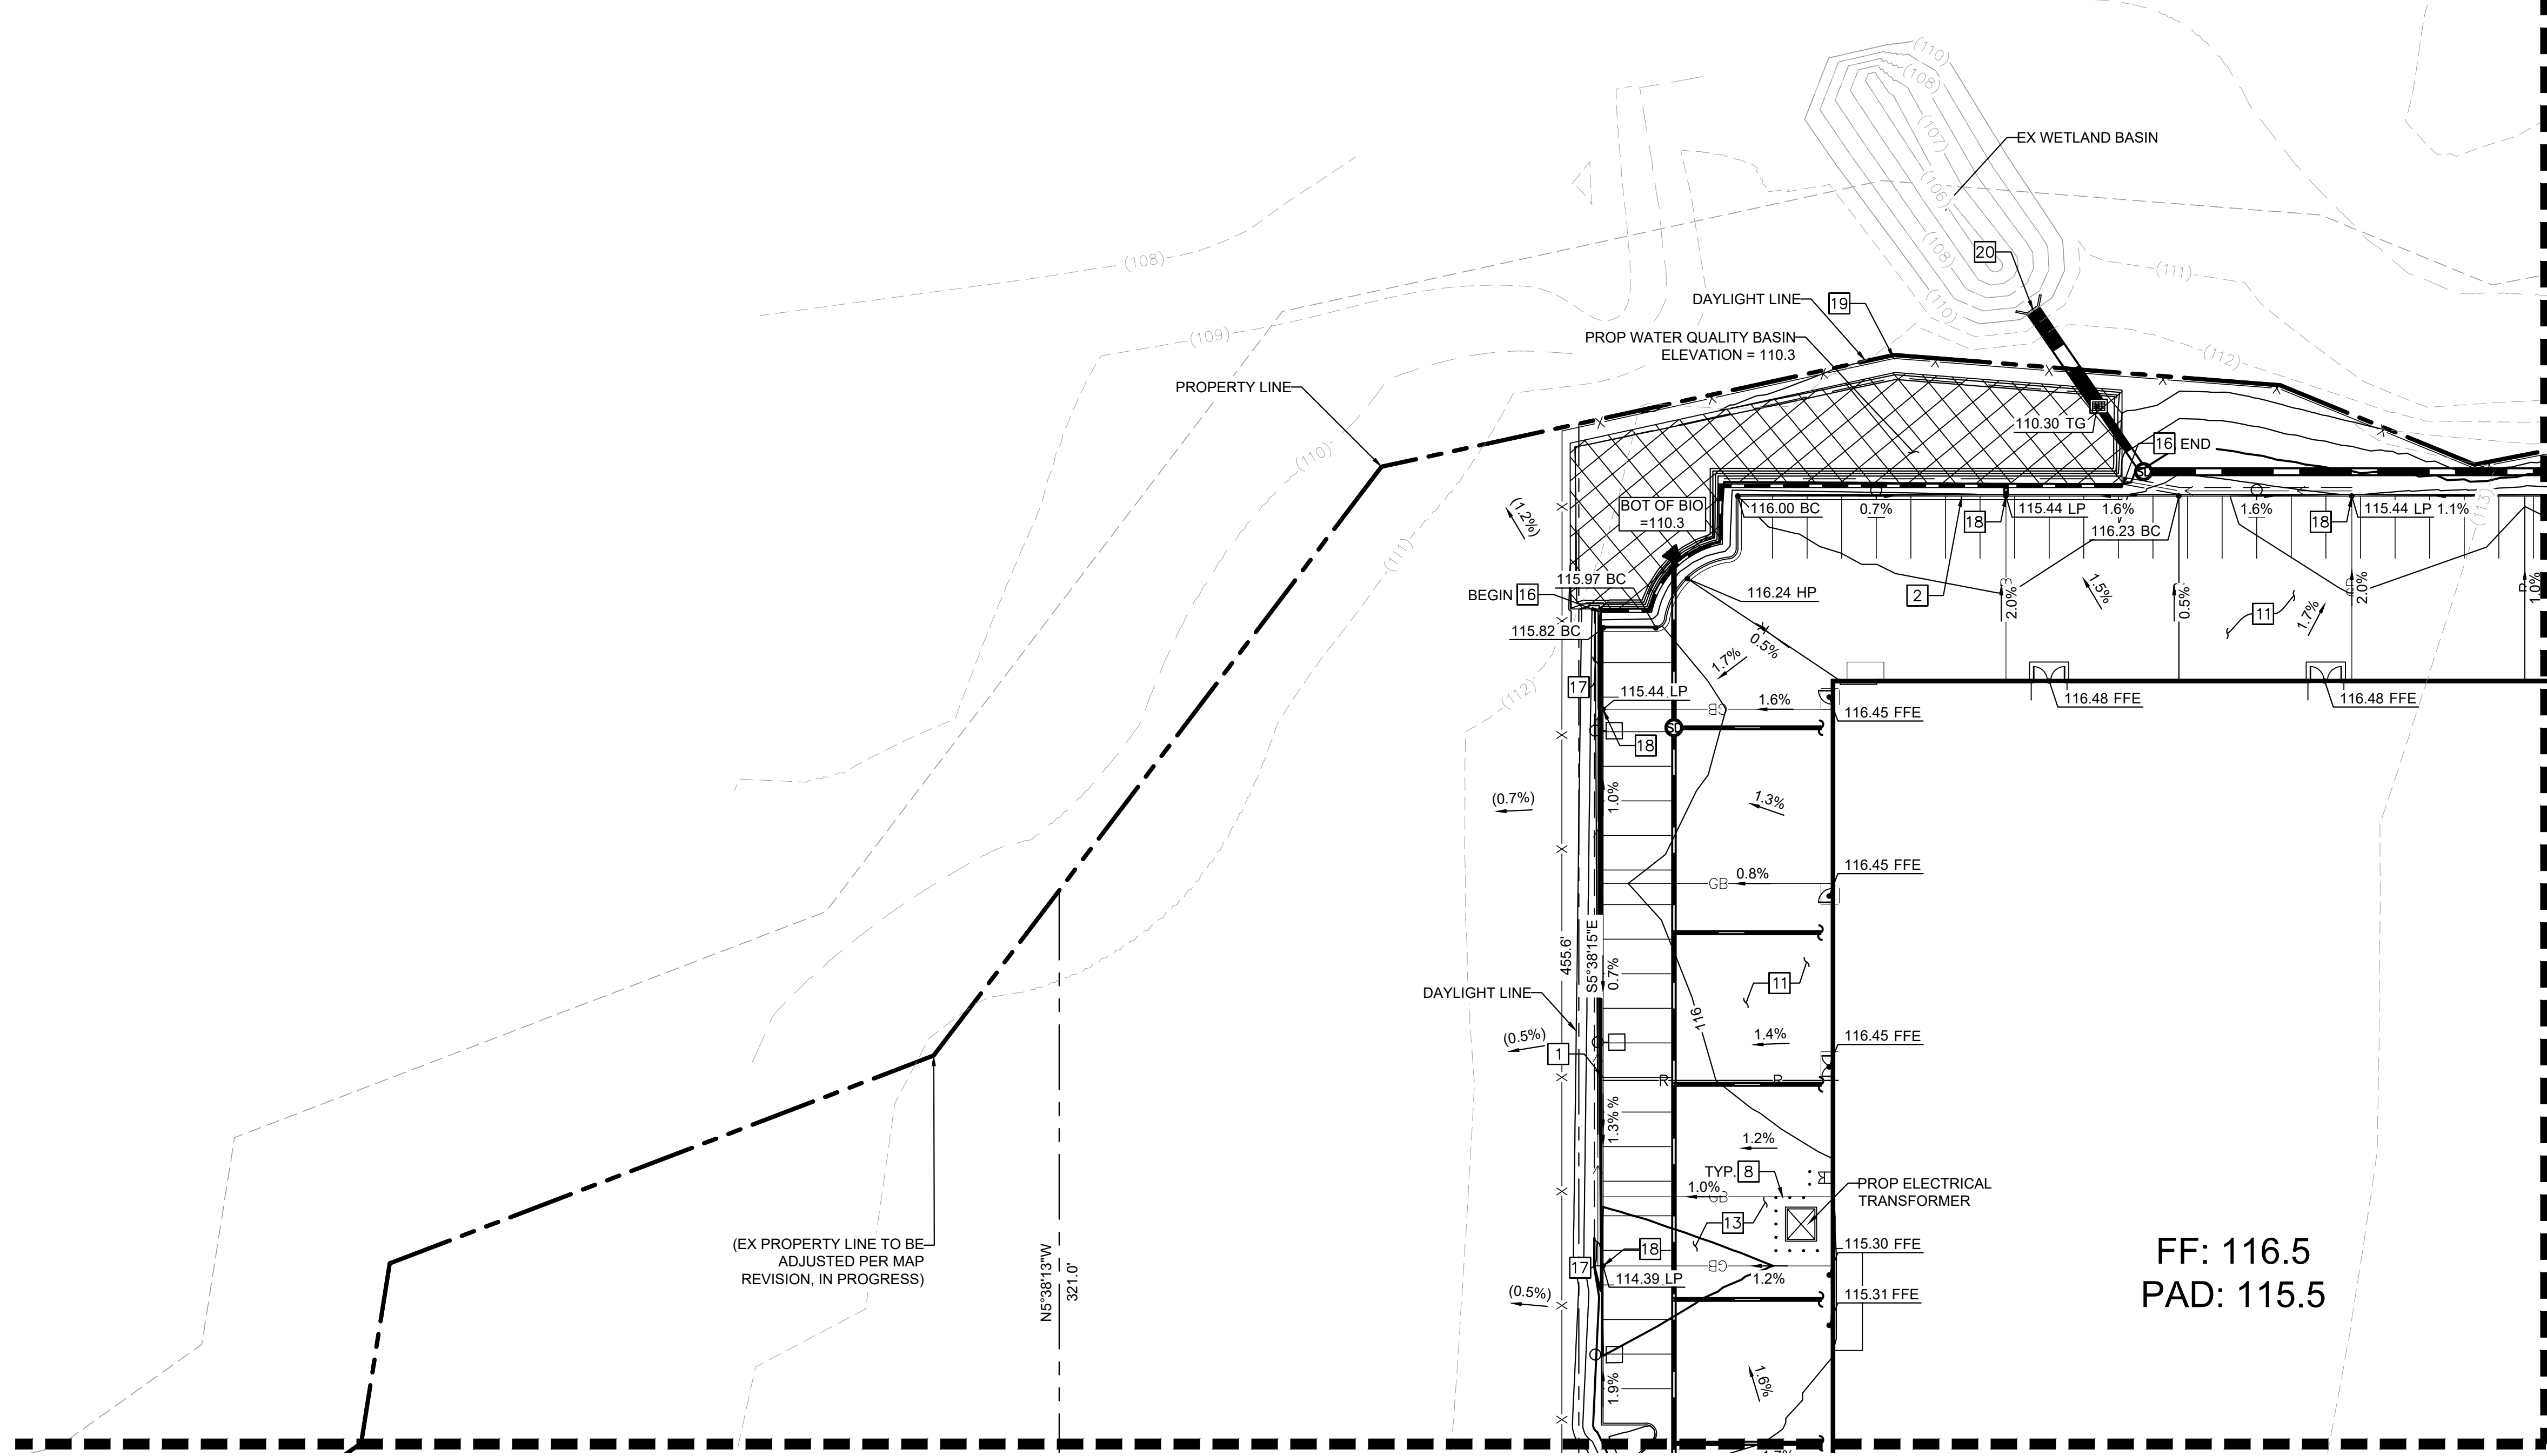 (110)
(108)
(107)
(106)
(108)
(110)
EX WETLAND BASIN
20
(111)
(112)
(108)
(109)
DAYLIGHT LINE
19
PROP WATER QUALITY BASIN
ELEVATION = 110.3
PROPERTY LINE
110.30 TG
16 END
SD
(110)
(111)
(112)
(113)
(1.2%)
BOT OF BIO
=110.3
116.00 BC
0.7%
18
115.44 LP
1.6%
116.23 BC
1.6%
18
115.44 LP
1.1%
115.97 BC
BEGIN 16
116.24 HP
2
2.0%
1.5%
0.5%
11
1.7%
2.0%
1.0%
115.82 BC
0.5%
1.7%
17
115.44 LP
1.6%
GB
116.45 FFE
116.48 FFE
116.48 FFE
SD
18
(0.7%)
1.0%
1.3%
GB
0.8%
116.45 FFE
455.6'
S5°38'15"E
0.7%
11
DAYLIGHT LINE
116
(0.5%)
1
1.4%
116.45 FFE
R
R
1.3%
%
1.2%
TYP.
8
1.0%
GB
PROP ELECTRICAL
TRANSFORMER
13
(EX PROPERTY LINE TO BE
ADJUSTED PER MAP
REVISION, IN PROGRESS)
N5°38'13"W
321.0'
18
17
114.39 LP
GB
1.2%
115.30 FFE
115.31 FFE
(0.5%)
1.9%
1.6%
FF: 116.5
PAD: 115.5